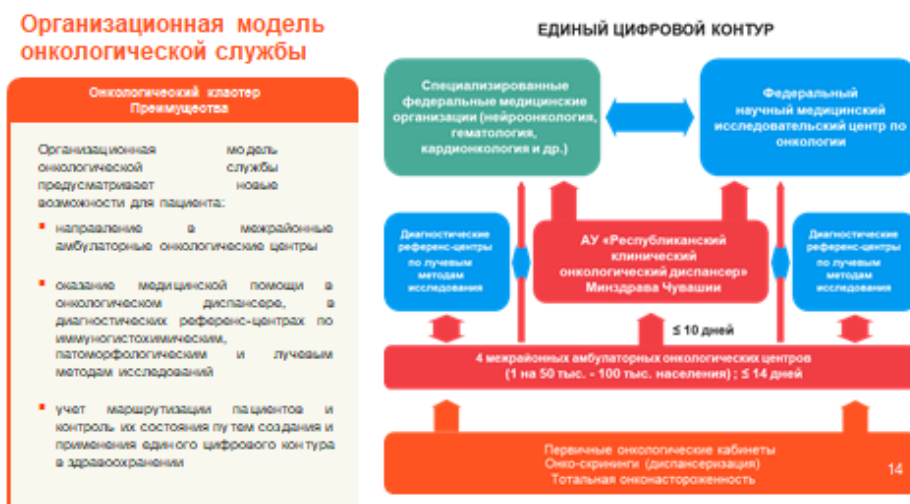 Организационная модель
онкологической службы
Онкологический кластер
Преимущества
Организационная модель
онкологической службы
предусматривает новые
возможности для пациента:
направление в межрайонные
амбулаторные онкологические центры
оказание медицинской помощи в
онкологическом диспансере, в
диагностических референс-центрах по
иммуногистохимическим,
патоморфологическим и лучевым
методам исследований
учет маршрутизации пациентов и
контроль их состояния путем создания и
применения единого цифрового контура
в здравоохранении
ЕДИНЫЙ ЦИФРОВОЙ КОНТУР
Специализированные
федеральные медицинские
организации (нейроонкология,
гематология,
кардионкология и др.)
Федеральный
научный медицинский
исследовательский центр по
онкологии
Диагностические
референс-центры
по лучевым
методам
исследования
АУ «Республиканский
клинический
онкологический диспансер»
Минздрава Чувашии
Диагностические
референс-центры
по лучевым
методам
исследования
≤ 10 дней
4 межрайонных амбулаторных онкологических центров
(1 на 50 тыс. - 100 тыс. населения) ; ≤ 14 дней
Первичные онкологические кабинеты
Онко-скрининги (диспансеризация)
Тотальная онконастороженность
14